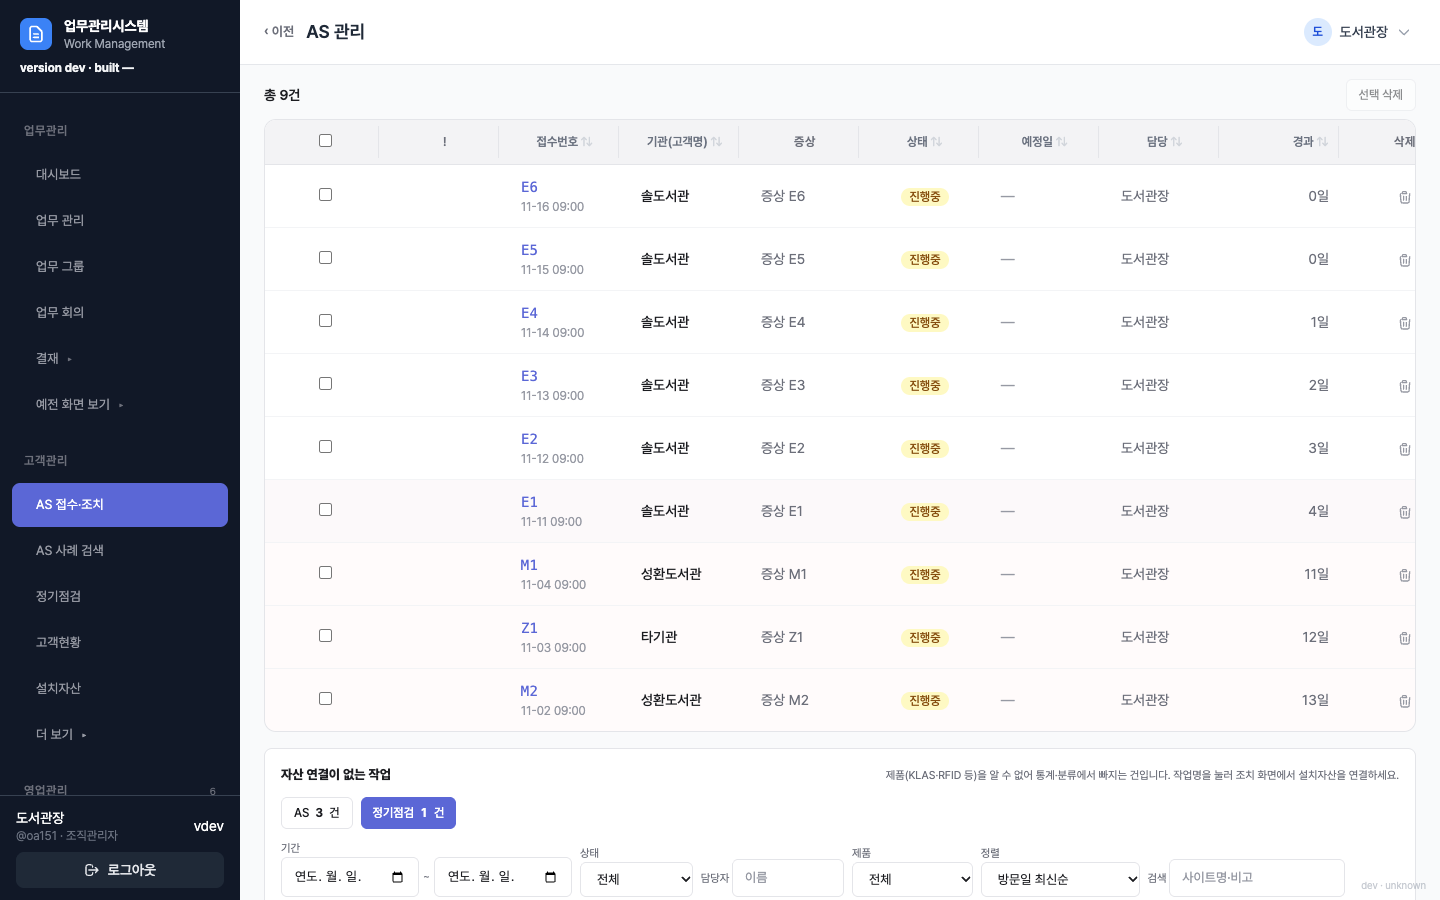 업무관리시스템
Work Management
version dev · built —
업무관리
대시보드
업무 관리
업무 그룹
업무 회의
결재 ▸
예전 화면 보기 ▸
고객관리
AS 접수·조치
AS 사례 검색
정기점검
고객현황
설치자산
더 보기 ▸
영업관리 6
도서관장
@oa151 · 조직관리자
vdev
로그아웃
‹ 이전 AS 관리
도 도서관장
총 9건
선택 삭제
! 접수번호 기관(고객명) 증상 상태 예정일 담당 경과 삭제
E6 솔도서관 증상 E6 진행중 — 도서관장 0일
11-16 09:00
E5 솔도서관 증상 E5 진행중 — 도서관장 0일
11-15 09:00
E4 솔도서관 증상 E4 진행중 — 도서관장 1일
11-14 09:00
E3 솔도서관 증상 E3 진행중 — 도서관장 2일
11-13 09:00
E2 솔도서관 증상 E2 진행중 — 도서관장 3일
11-12 09:00
E1 솔도서관 증상 E1 진행중 — 도서관장 4일
11-11 09:00
M1 성환도서관 증상 M1 진행중 — 도서관장 11일
11-04 09:00
Z1 타기관 증상 Z1 진행중 — 도서관장 12일
11-03 09:00
M2 성환도서관 증상 M2 진행중 — 도서관장 13일
11-02 09:00
자산 연결이 없는 작업
제품(KLAS·RFID 등)을 알 수 없어 통계·분류에서 빠지는 건입니다. 작업명을 눌러 조치 화면에서 설치자산을 연결하세요.
AS 3 건 정기점검 1 건
기간 상태 제품 정렬
연도. 월. 일. ~ 연도. 월. 일. 전체 담당자 이름 전체 방문일 최신순 검색 사이트명·비고
dev · unknown